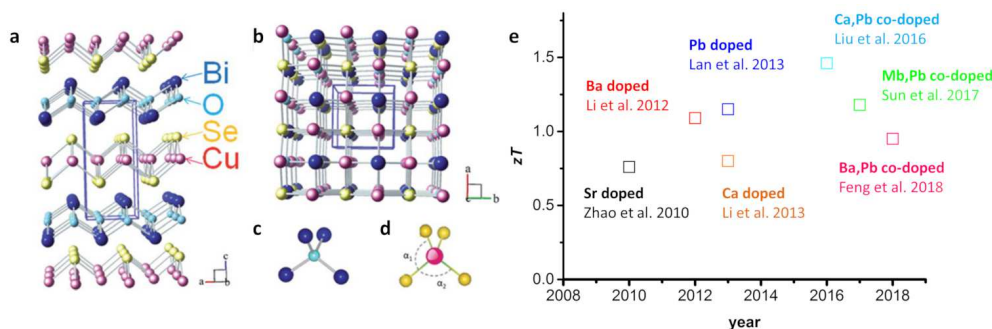 a
Bi
O
Se
Cu
c
a
b
b
a
c
b
c
d
α1
α2
e
zT
1.5
1.0
0.5
0.0
2008
2010
2012
2014
2016
2018
year
Sr doped
Zhao et al. 2010
Ba doped
Li et al. 2012
Pb doped
Lan et al. 2013
Ca doped
Li et al. 2013
Ca,Pb co-doped
Liu et al. 2016
Mb,Pb co-doped
Sun et al. 2017
Ba,Pb co-doped
Feng et al. 2018